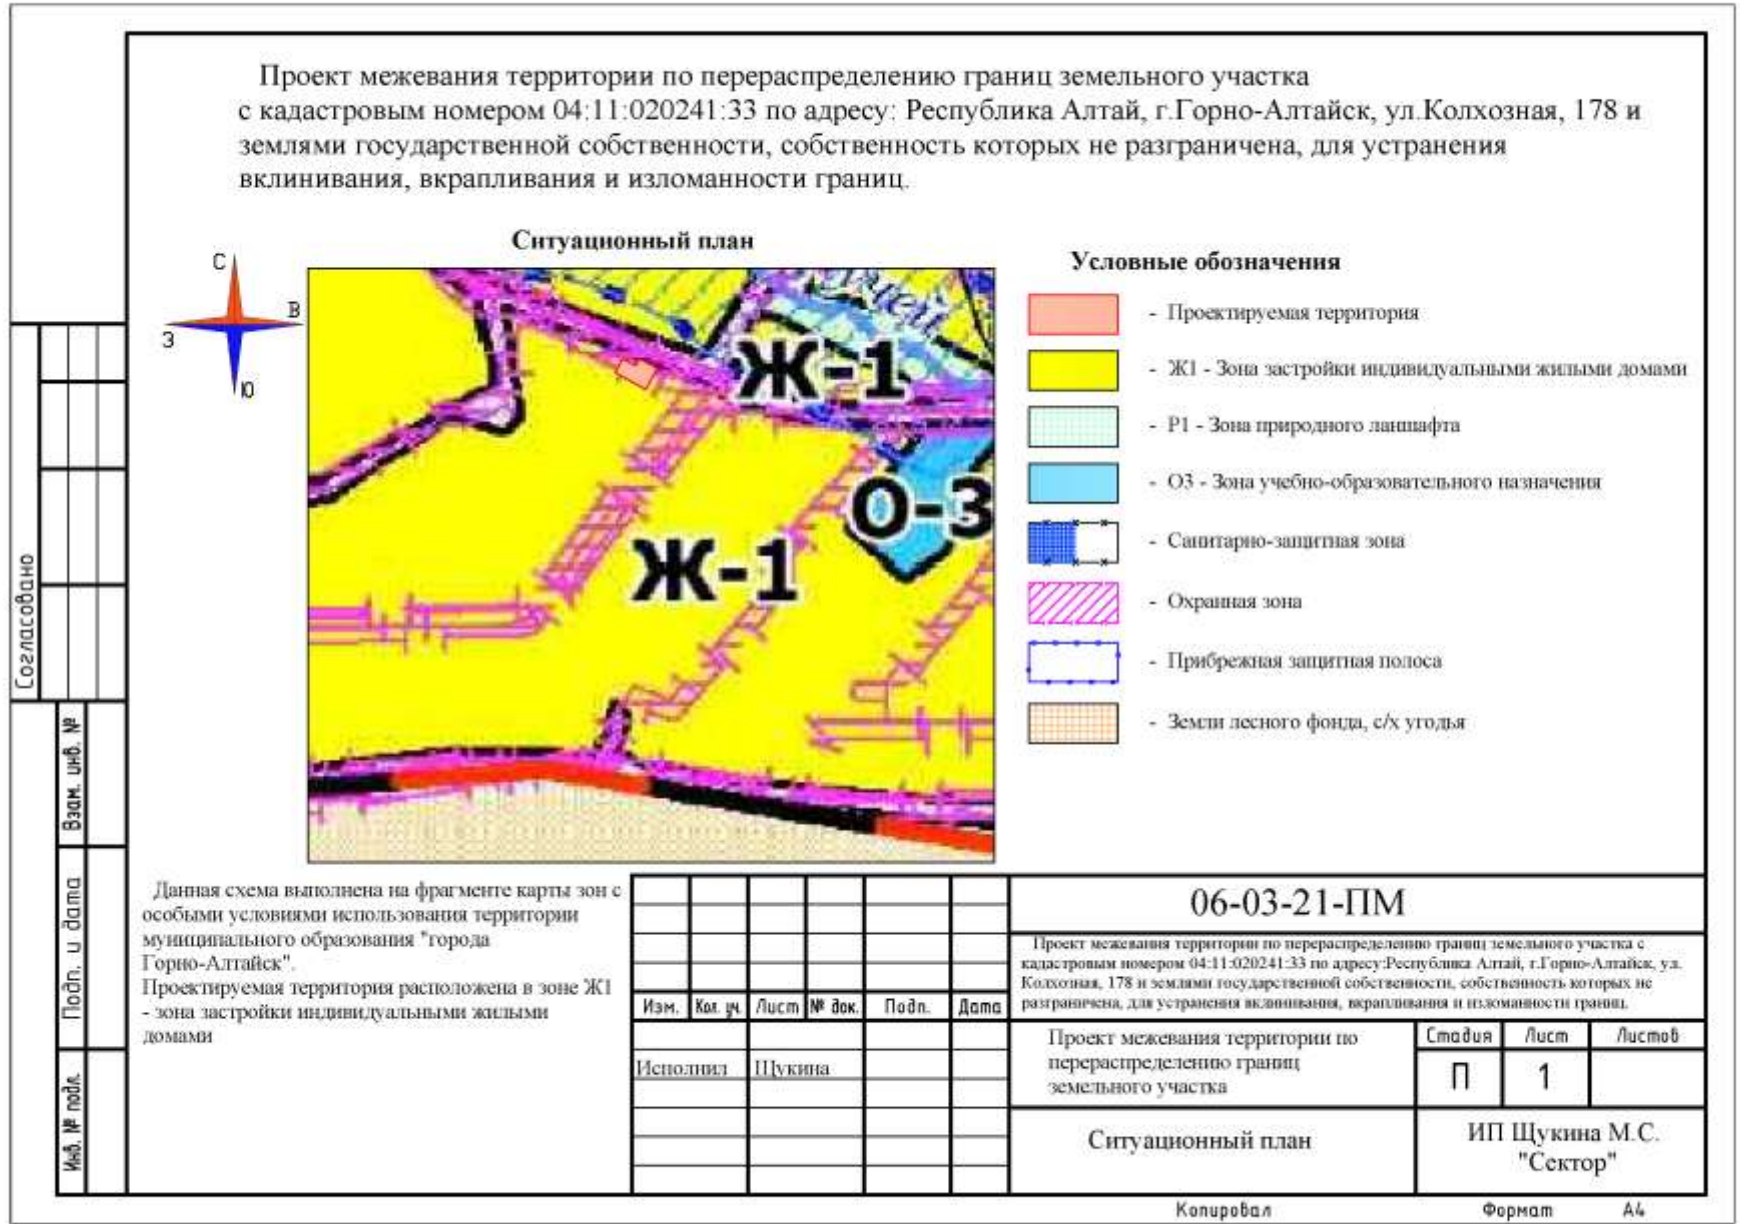 Проект межевания территории по перераспределению границ земельного участка
с кадастровым номером 04:11:020241:33 по адресу: Республика Алтай, г.Горно-Алтайск, ул.Колхозная, 178 и
землями государственной собственности, собственность которых не разграничена, для устранения
вклинивания, вкрапливания и изломанности границ.
Ситуационный план
С
В
З
Ю
Ж-1
О-3
Ж-1
Условные обозначения
- Проектируемая территория
- Ж1 - Зона застройки индивидуальными жилыми домами
- Р1 - Зона природного ланшафта
- О3 - Зона учебно-образовательного назначения
- Санитарно-защитная зона
- Охранная зона
- Прибрежная защитная полоса
- Земли лесного фонда, с/х угодья
Согласовано
Взам. инв. №
Подп. и дата
Инв. № подл.
Данная схема выполнена на фрагменте карты зон с
особыми условиями использования территории
муниципального образования "города
Горно-Алтайск".
Проектируемая территория расположена в зоне Ж1
- зона застройки индивидуальными жилыми
домами
Изм. Кол. уч. Лист № док. Подп. Дата
Исполнил Щукина
06-03-21-ПМ
Проект межевания территории по перераспределению границ земельного участка с
кадастровым номером 04:11:020241:33 по адресу:Республика Алтай, г.Горно-Алтайск, ул.
Колхозная, 178 и землями государственной собственности, собственность которых не
разграничена, для устранения вклинивания, вкрапливания и изломанности границ.
Проект межевания территории по
перераспределению границ
земельного участка
Стадия Лист Листов
П 1
Ситуационный план
ИП Щукина М.С.
"Сектор"
Копировал Формат А4